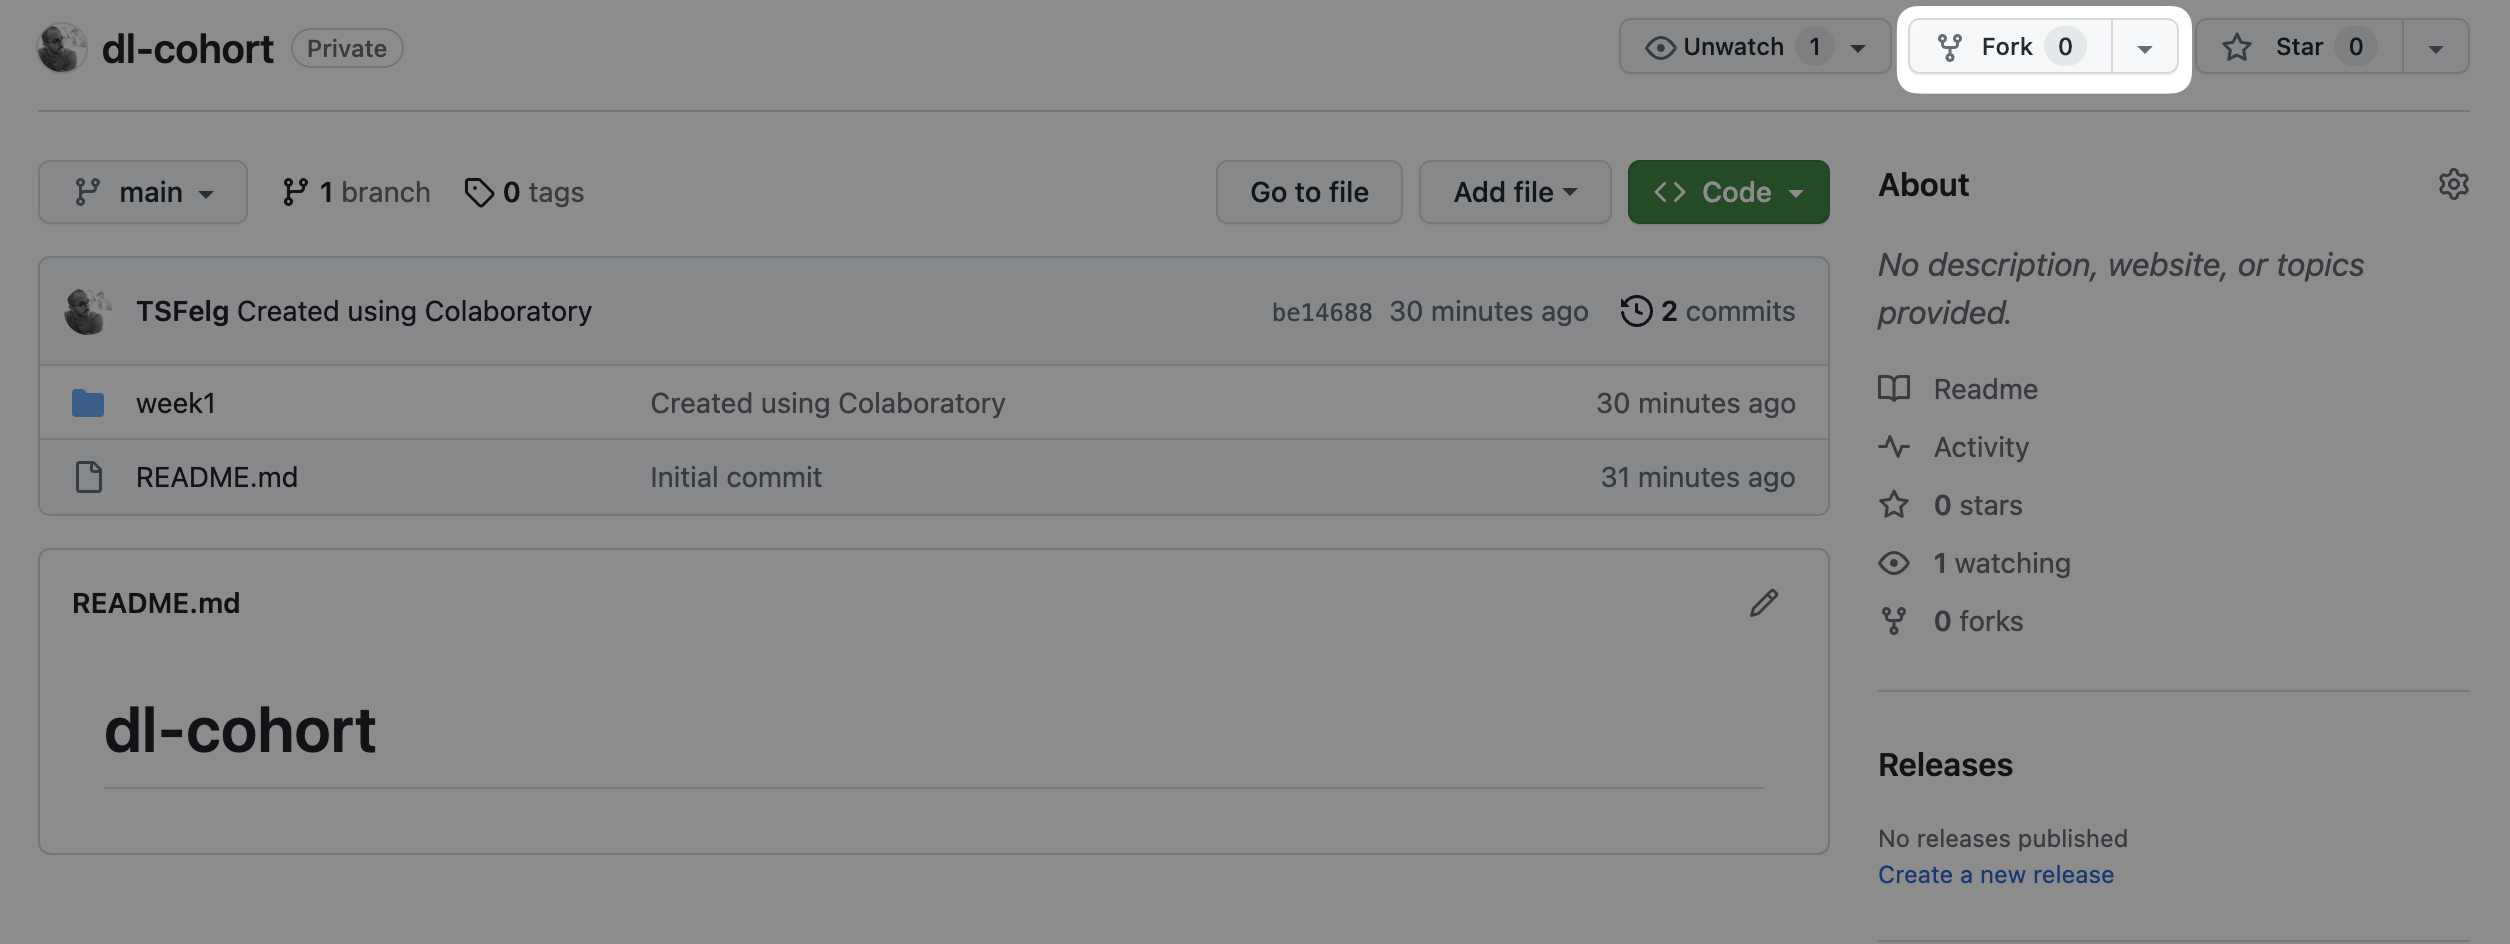 dl-cohort Private Unwatch 1 Fork 0 Star 0
main 1 branch 0 tags Go to file Add file Code
TSFelg Created using Colaboratory be14688 30 minutes ago 2 commits
week1 Created using Colaboratory 30 minutes ago
README.md Initial commit 31 minutes ago
README.md
dl-cohort
About
No description, website, or topics
provided.
Readme
Activity
0 stars
1 watching
0 forks
Releases
No releases published
Create a new release